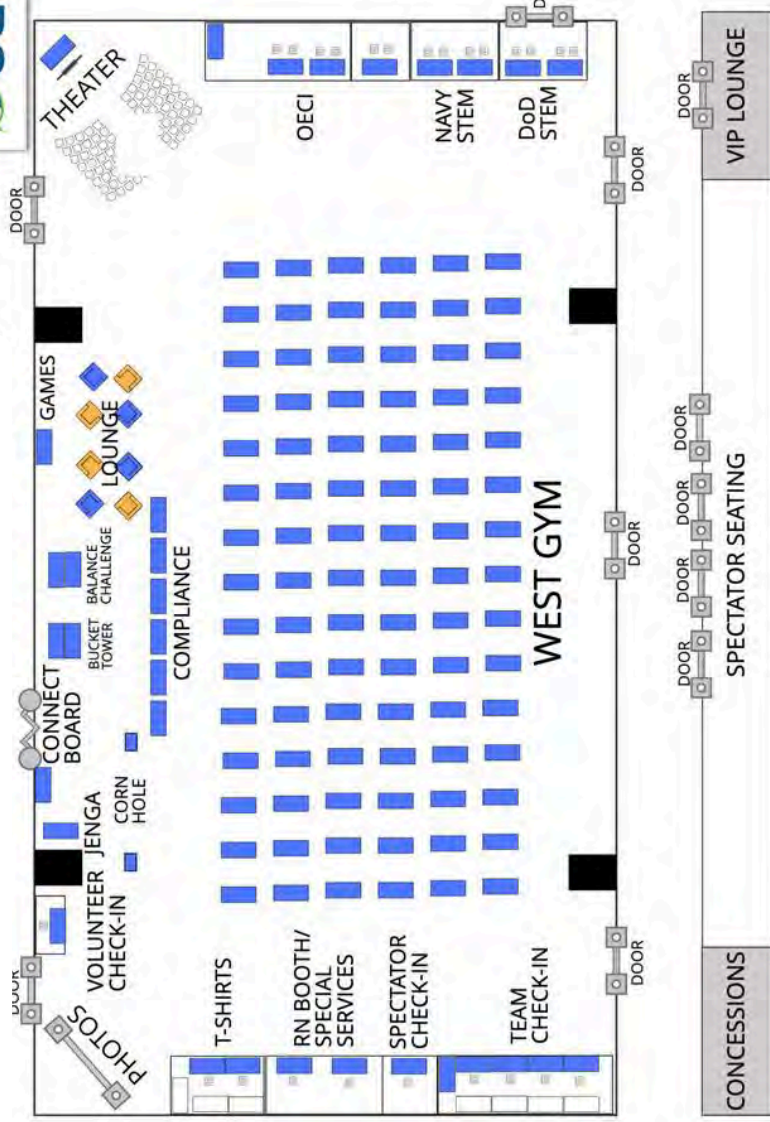 PHOTOS
DOOR
VOLUNTEER
CHECK-IN
JENGA
CONNECT
BOARD
CORN
HOLE
BUCKET
TOWER
BALANCE
CHALLENGE
GAMES
LOUNGE
COMPLIANCE
DOOR
THEATER
T-SHIRTS
RN BOOTH/
SPECIAL
SERVICES
SPECTATOR
CHECK-IN
TEAM
CHECK-IN
OECI
NAVY
STEM
DoD
STEM
WEST GYM
DOOR
DOOR
DOOR
DOOR
DOOR
DOOR
DOOR
DOOR
CONCESSIONS
SPECTATOR SEATING
VIP LOUNGE